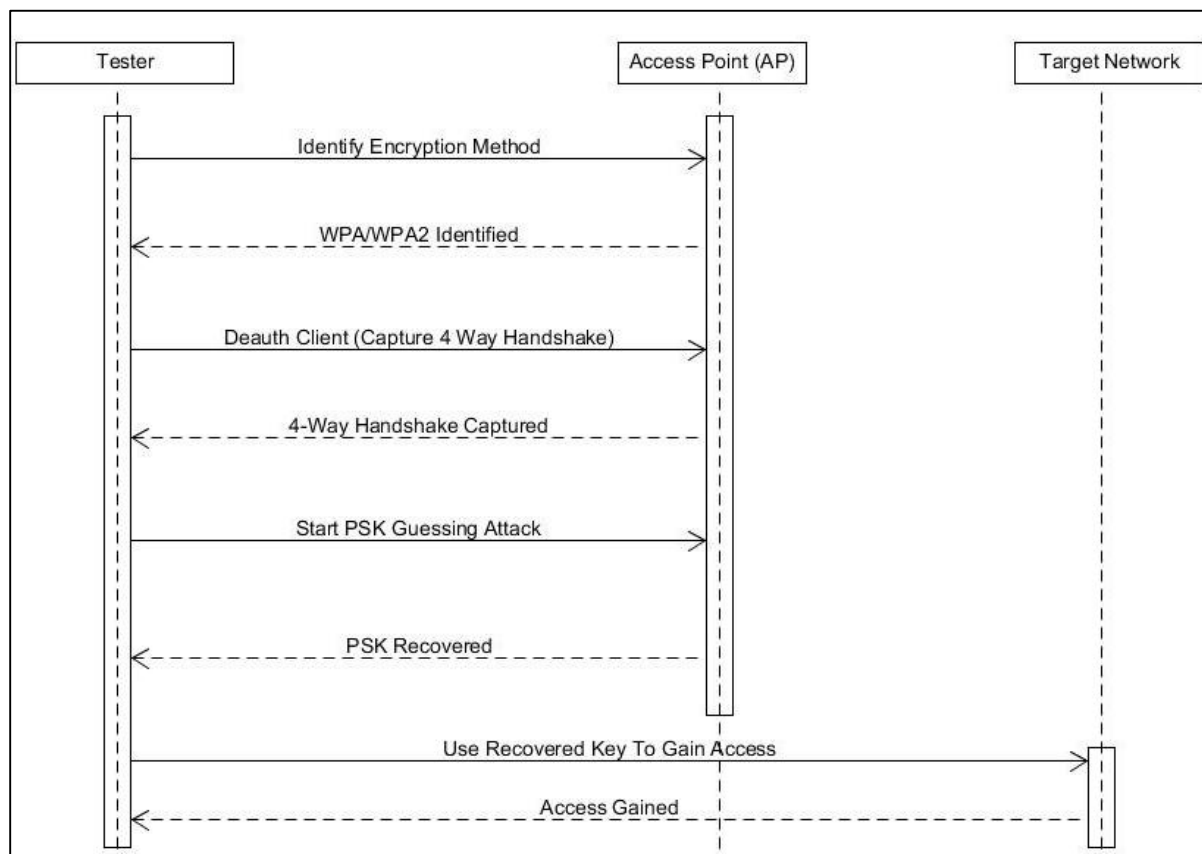 Tester
Access Point (AP)
Target Network
Identify Encryption Method
WPA/WPA2 Identified
Deauth Client (Capture 4 Way Handshake)
4-Way Handshake Captured
Start PSK Guessing Attack
PSK Recovered
Use Recovered Key To Gain Access
Access Gained